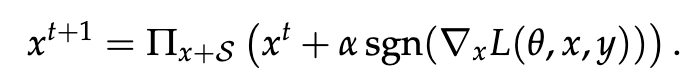 x^{t+1} = Π_{x+𝒮} (x^t + α sgn(∇_x L(θ, x, y))) .